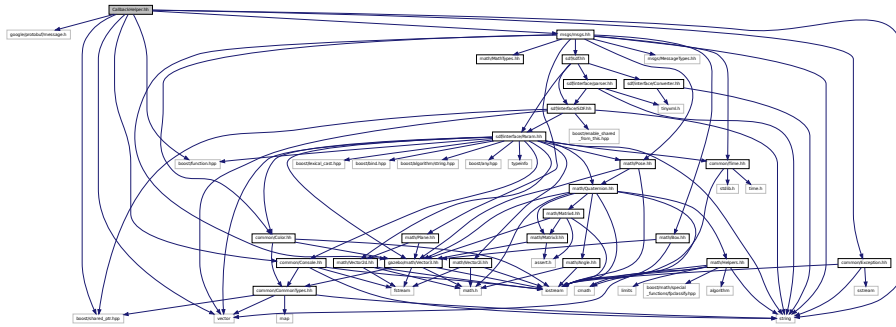 CallbackHelper.hh
google/protobuf/message.h
msgs/msgs.hh
math/MathTypes.hh
sdf/sdf.hh
msgs/MessageTypes.hh
sdf/interface/parser.hh
sdf/interface/Converter.hh
sdf/interface/SDF.hh
tinyxml.h
sdf/interface/Param.hh
boost/enable_shared
_from_this.hpp
boost/function.hpp
boost/lexical_cast.hpp
boost/bind.hpp
boost/algorithm/string.hpp
boost/any.hpp
typeinfo
math/Pose.hh
common/Time.hh
math/Quaternion.hh
stdlib.h
time.h
math/Matrix4.hh
common/Color.hh
math/Plane.hh
math/Matrix3.hh
math/Box.hh
common/Console.hh
math/Vector2d.hh
gazebo/math/Vector3.hh
math/Vector2i.hh
assert.h
math/Angle.hh
math/Helpers.hh
common/Exception.hh
common/CommonTypes.hh
fstream
math.h
iostream
cmath
limits
boost/math/special
_functions/fpclassify.hpp
algorithm
sstream
boost/shared_ptr.hpp
vector
map
string